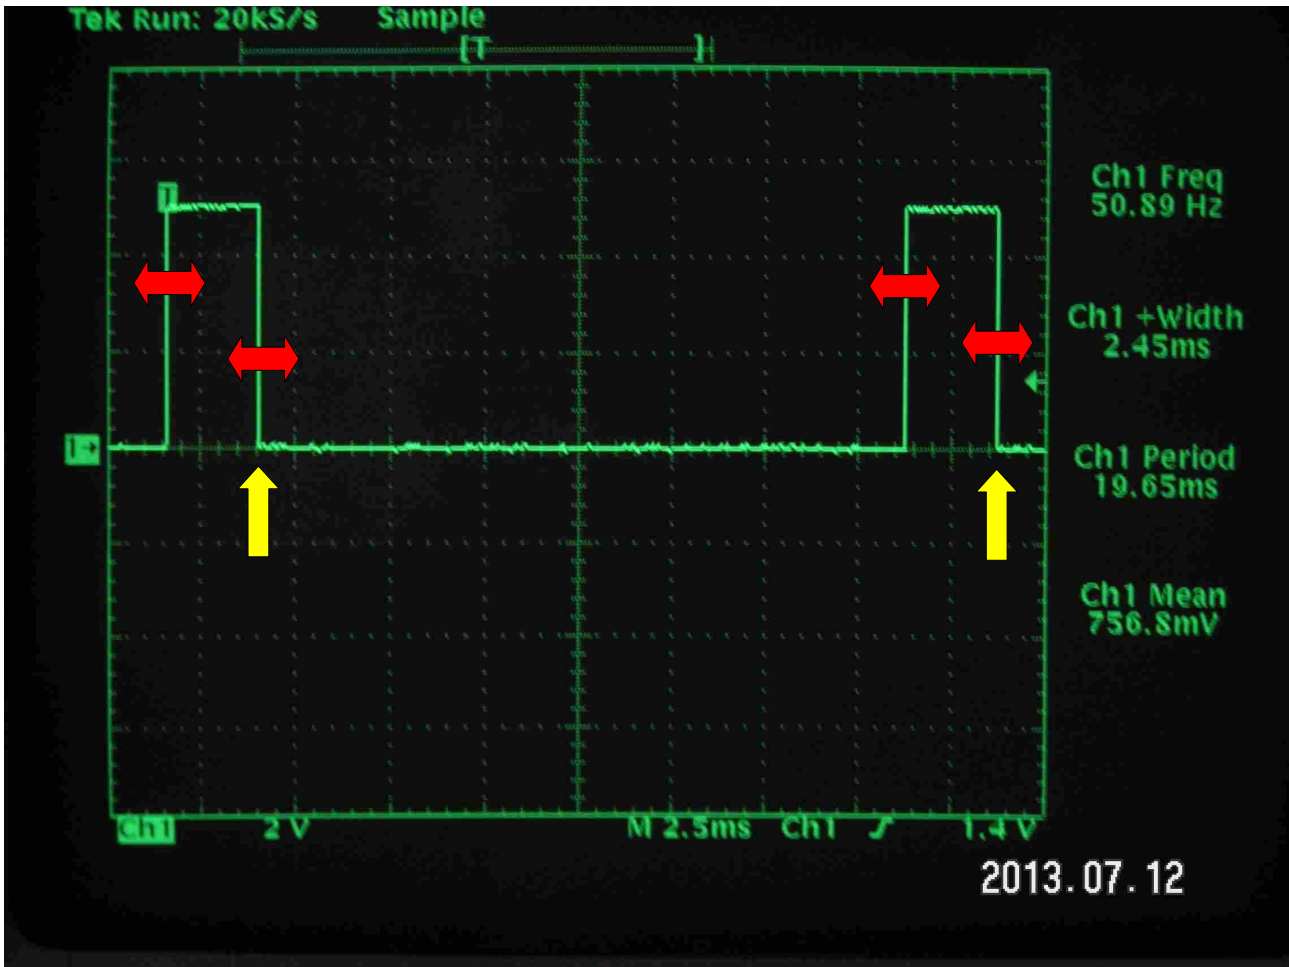 Tek Run: 20kS/s Sample
[T ]
T
Ch1 Freq
50.89 Hz
Ch1 +Width
2.45ms
1→
Ch1 Period
19.65ms
Ch1 Mean
756.8mV
Ch1 2 V M 2.5ms Ch1 1.4 V
2013.07.12